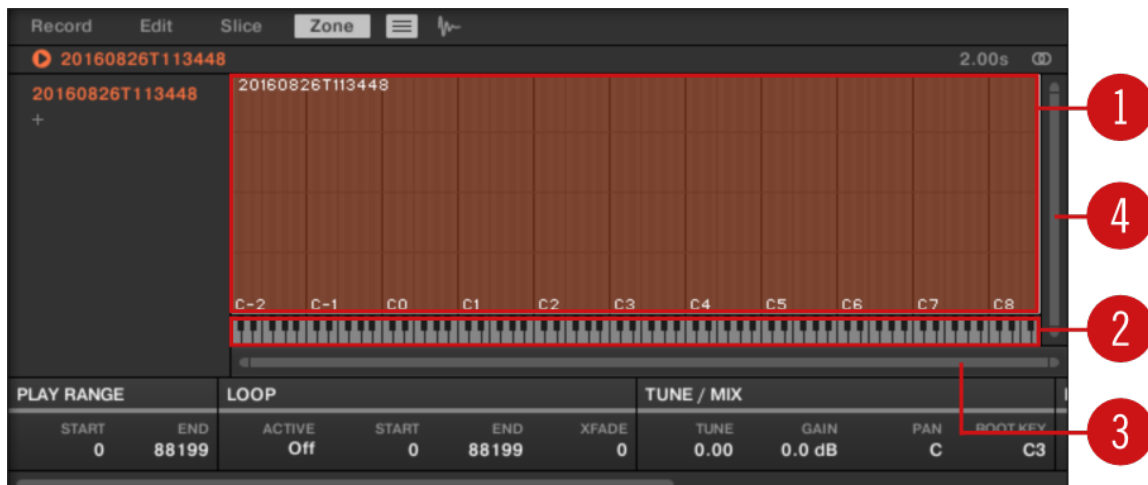 Record Edit Slice Zone
20160826T113448 2.00s
20160826T113448 20160826T113448
+
1
4
C-2 C-1 C0 C1 C2 C3 C4 C5 C6 C7 C8
2
PLAY RANGE LOOP TUNE / MIX
START END ACTIVE START END XFADE TUNE GAIN PAN ROOT KEY
0 88199 Off 0 88199 0 0.00 0.0 dB C C3
3